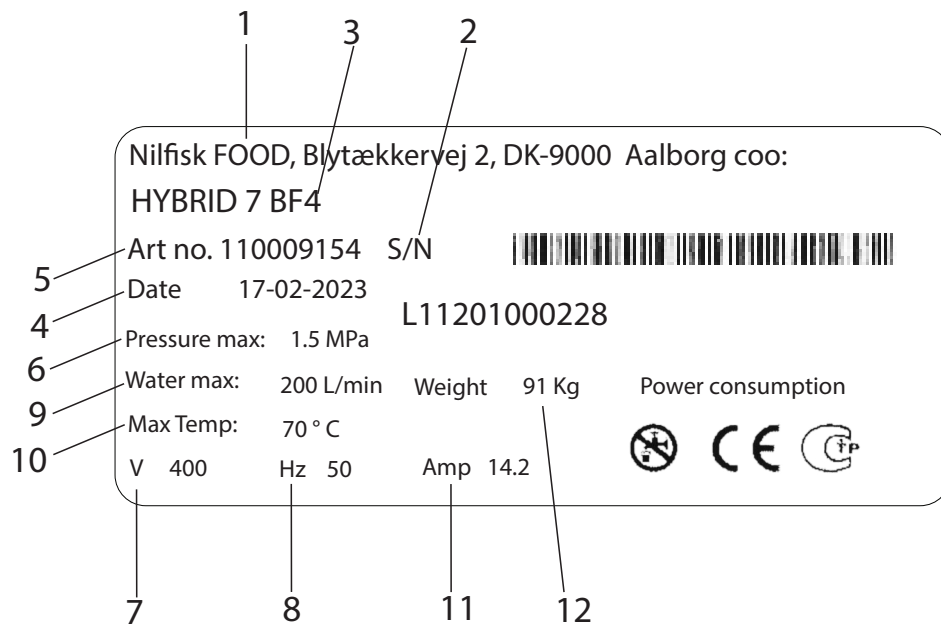 1
3
2
Nilfisk FOOD, Blytækkervej 2, DK-9000 Aalborg coo:
HYBRID 7 BF4
5
Art no. 110009154 S/N
4
Date 17-02-2023
L11201000228
6
Pressure max: 1.5 MPa
9
Water max: 200 L/min Weight 91 Kg Power consumption
10
Max Temp: 70 ° C
V 400 Hz 50 Amp 14.2
CE
C TP
7
8
11
12